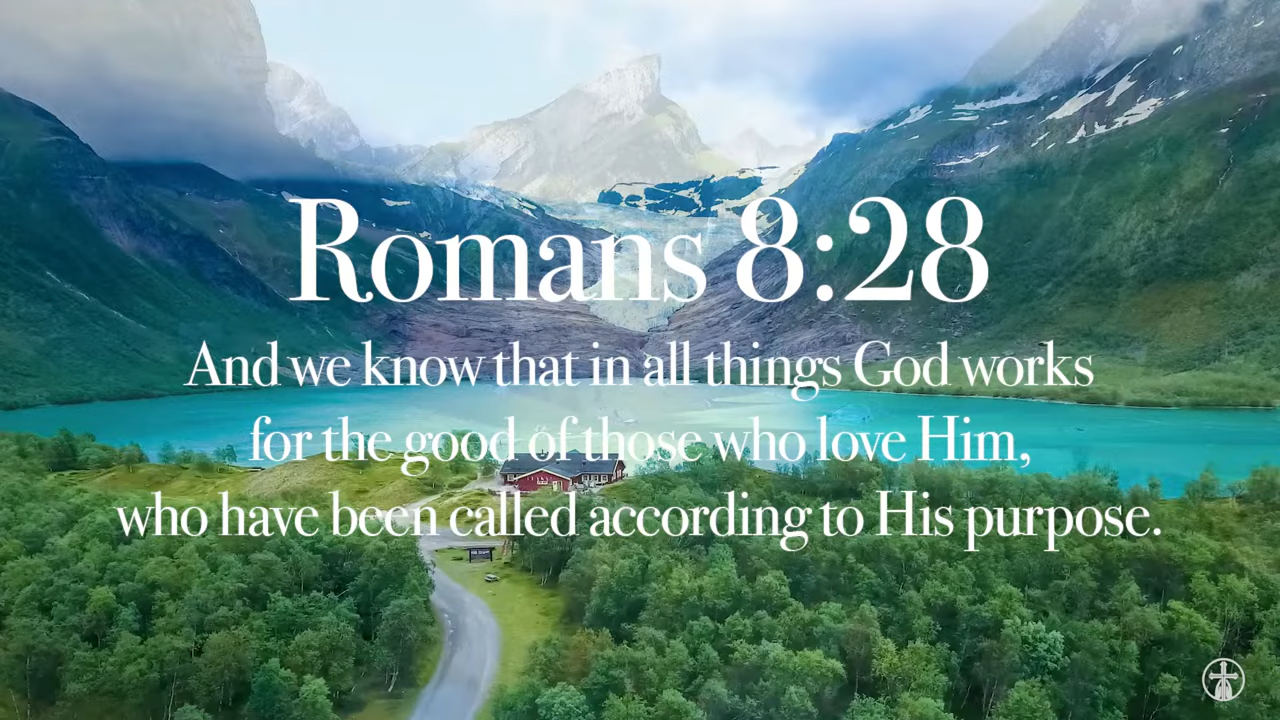 Romans 8:28
And we know that in all things God works
for the good of those who love Him,
who have been called according to His purpose.